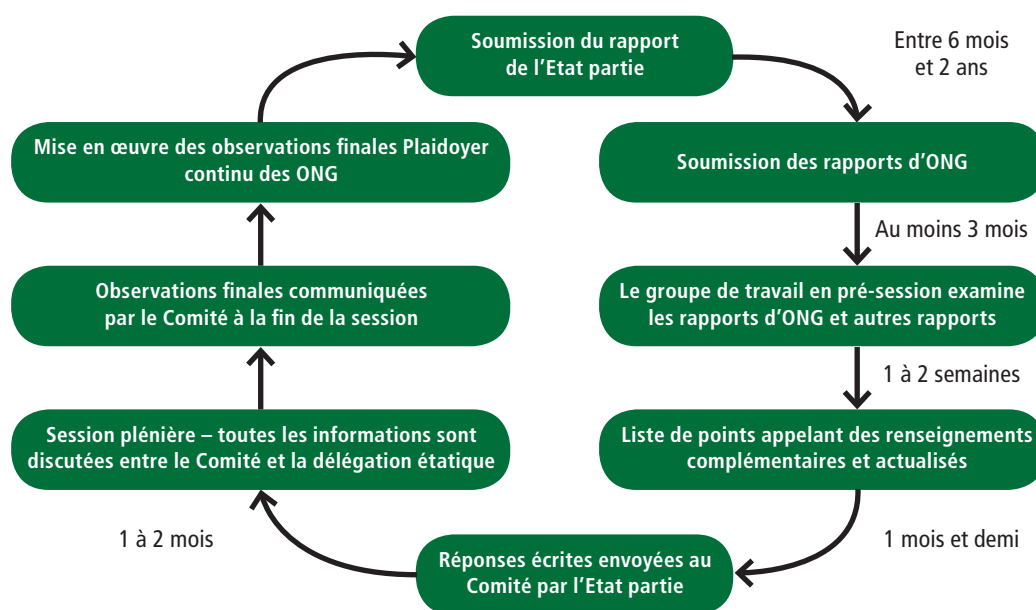 Soumission du rapport
de l’Etat partie
Entre 6 mois
et 2 ans
Soumission des rapports d’ONG
Au moins 3 mois
Le groupe de travail en pré-session examine
les rapports d’ONG et autres rapports
1 à 2 semaines
Liste de points appelant des renseignements
complémentaires et actualisés
1 mois et demi
Réponses écrites envoyées au
Comité par l’Etat partie
1 à 2 mois
Session plénière – toutes les informations sont
discutées entre le Comité et la délégation étatique
Observations finales communiquées
par le Comité à la fin de la session
Mise en œuvre des observations finales Plaidoyer
continu des ONG